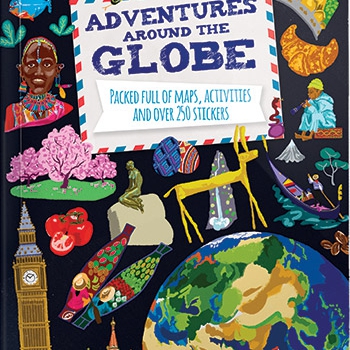 ADVENTURES
AROUND THE
GLOBE
PACKED FULL OF MAPS, ACTIVITIES
AND OVER 250 STICKERS